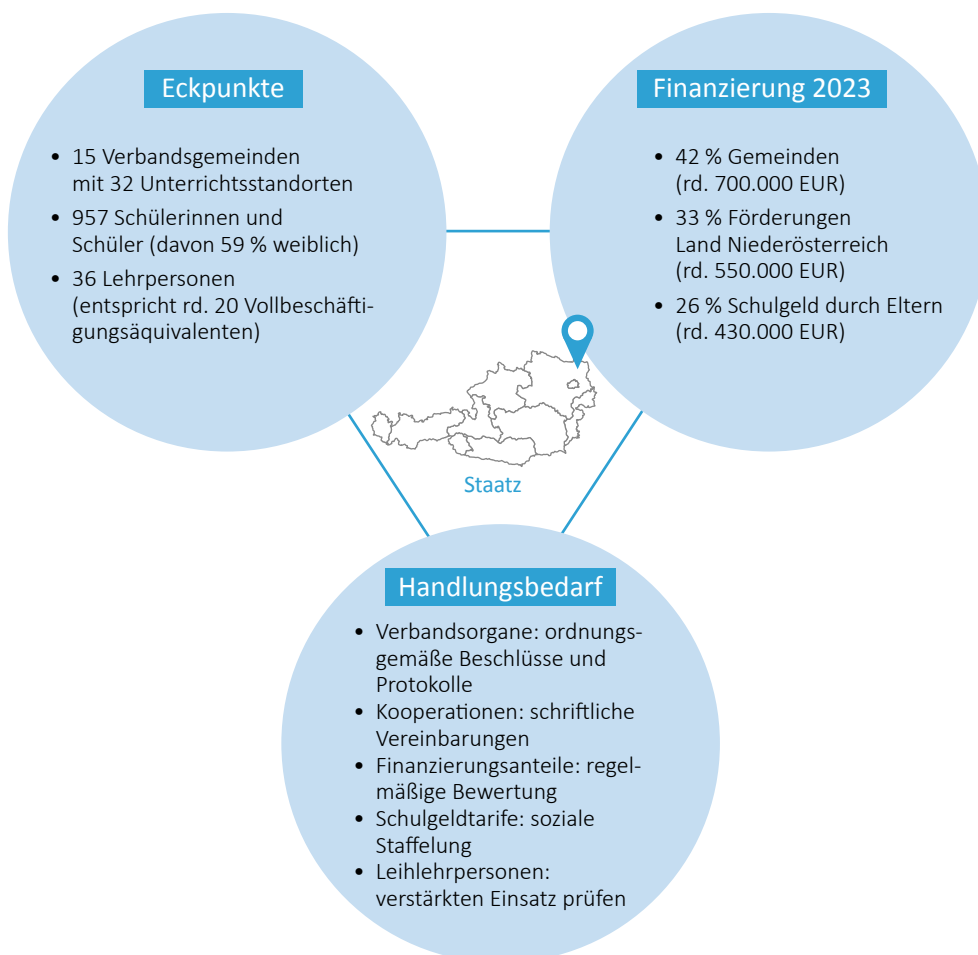 Eckpunkte
• 15 Verbandsgemeinden
mit 32 Unterrichtsstandorten
• 957 Schülerinnen und
Schüler (davon 59 % weiblich)
• 36 Lehrpersonen
(entspricht rd. 20 Vollbeschäfti-
gungsäquivalenten)
Finanzierung 2023
• 42 % Gemeinden
(rd. 700.000 EUR)
• 33 % Förderungen
Land Niederösterreich
(rd. 550.000 EUR)
• 26 % Schulgeld durch Eltern
(rd. 430.000 EUR)
Staatz
Handlungsbedarf
• Verbandsorgane: ordnungs-
gemäße Beschlüsse und
Protokolle
• Kooperationen: schriftliche
Vereinbarungen
• Finanzierungsanteile: regel-
mäßige Bewertung
• Schulgeldtarife: soziale
Staffelung
• Leihlehrpersonen:
verstärkten Einsatz prüfen